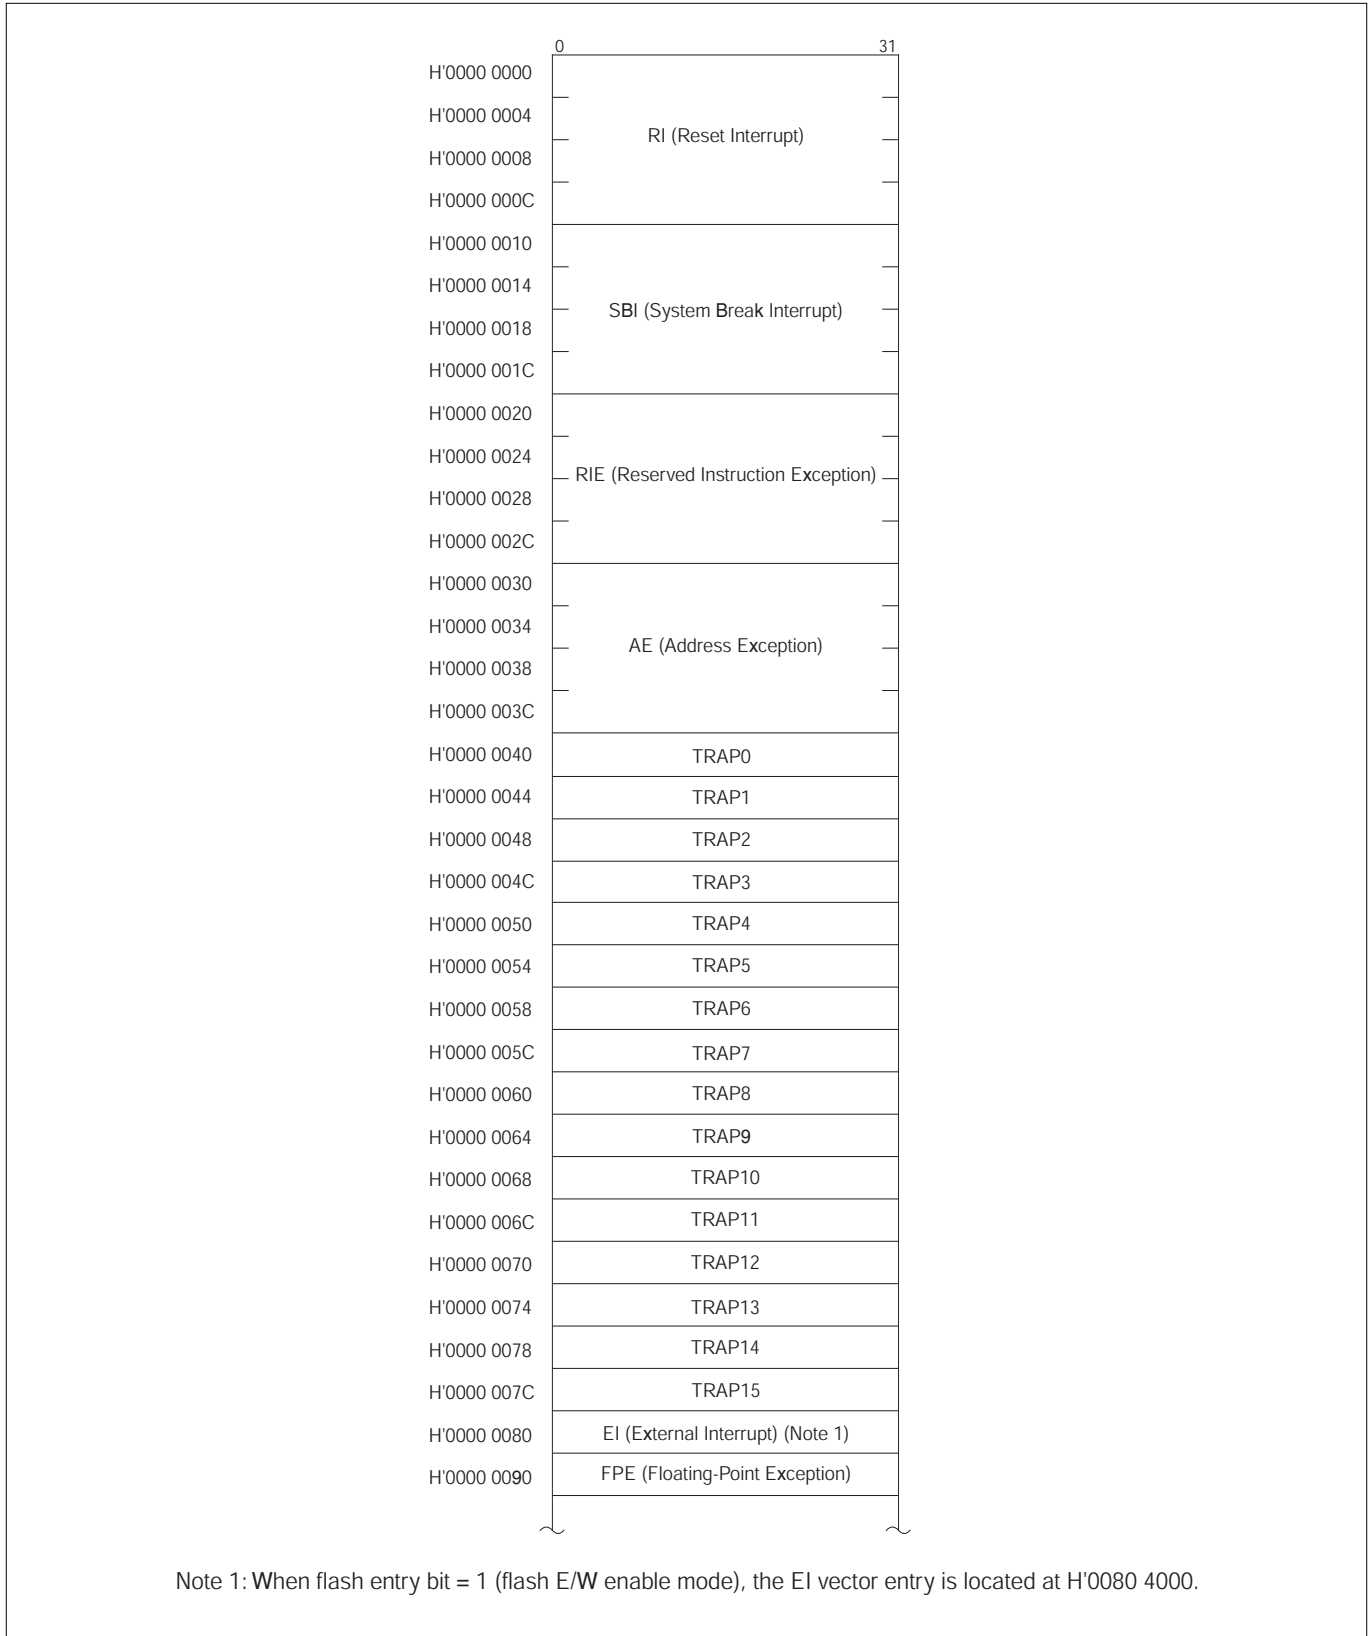 0 31
H'0000 0000
H'0000 0004
RI (Reset Interrupt)
H'0000 0008
H'0000 000C
H'0000 0010
H'0000 0014
SBI (System Break Interrupt)
H'0000 0018
H'0000 001C
H'0000 0020
H'0000 0024
RIE (Reserved Instruction Exception)
H'0000 0028
H'0000 002C
H'0000 0030
H'0000 0034
AE (Address Exception)
H'0000 0038
H'0000 003C
H'0000 0040 TRAP0
H'0000 0044 TRAP1
H'0000 0048 TRAP2
H'0000 004C TRAP3
H'0000 0050 TRAP4
H'0000 0054 TRAP5
H'0000 0058 TRAP6
H'0000 005C TRAP7
H'0000 0060 TRAP8
H'0000 0064 TRAP9
H'0000 0068 TRAP10
H'0000 006C TRAP11
H'0000 0070 TRAP12
H'0000 0074 TRAP13
H'0000 0078 TRAP14
H'0000 007C TRAP15
H'0000 0080 EI (External Interrupt) (Note 1)
H'0000 0090 FPE (Floating-Point Exception)
Note 1: When flash entry bit = 1 (flash E/W enable mode), the EI vector entry is located at H'0080 4000.